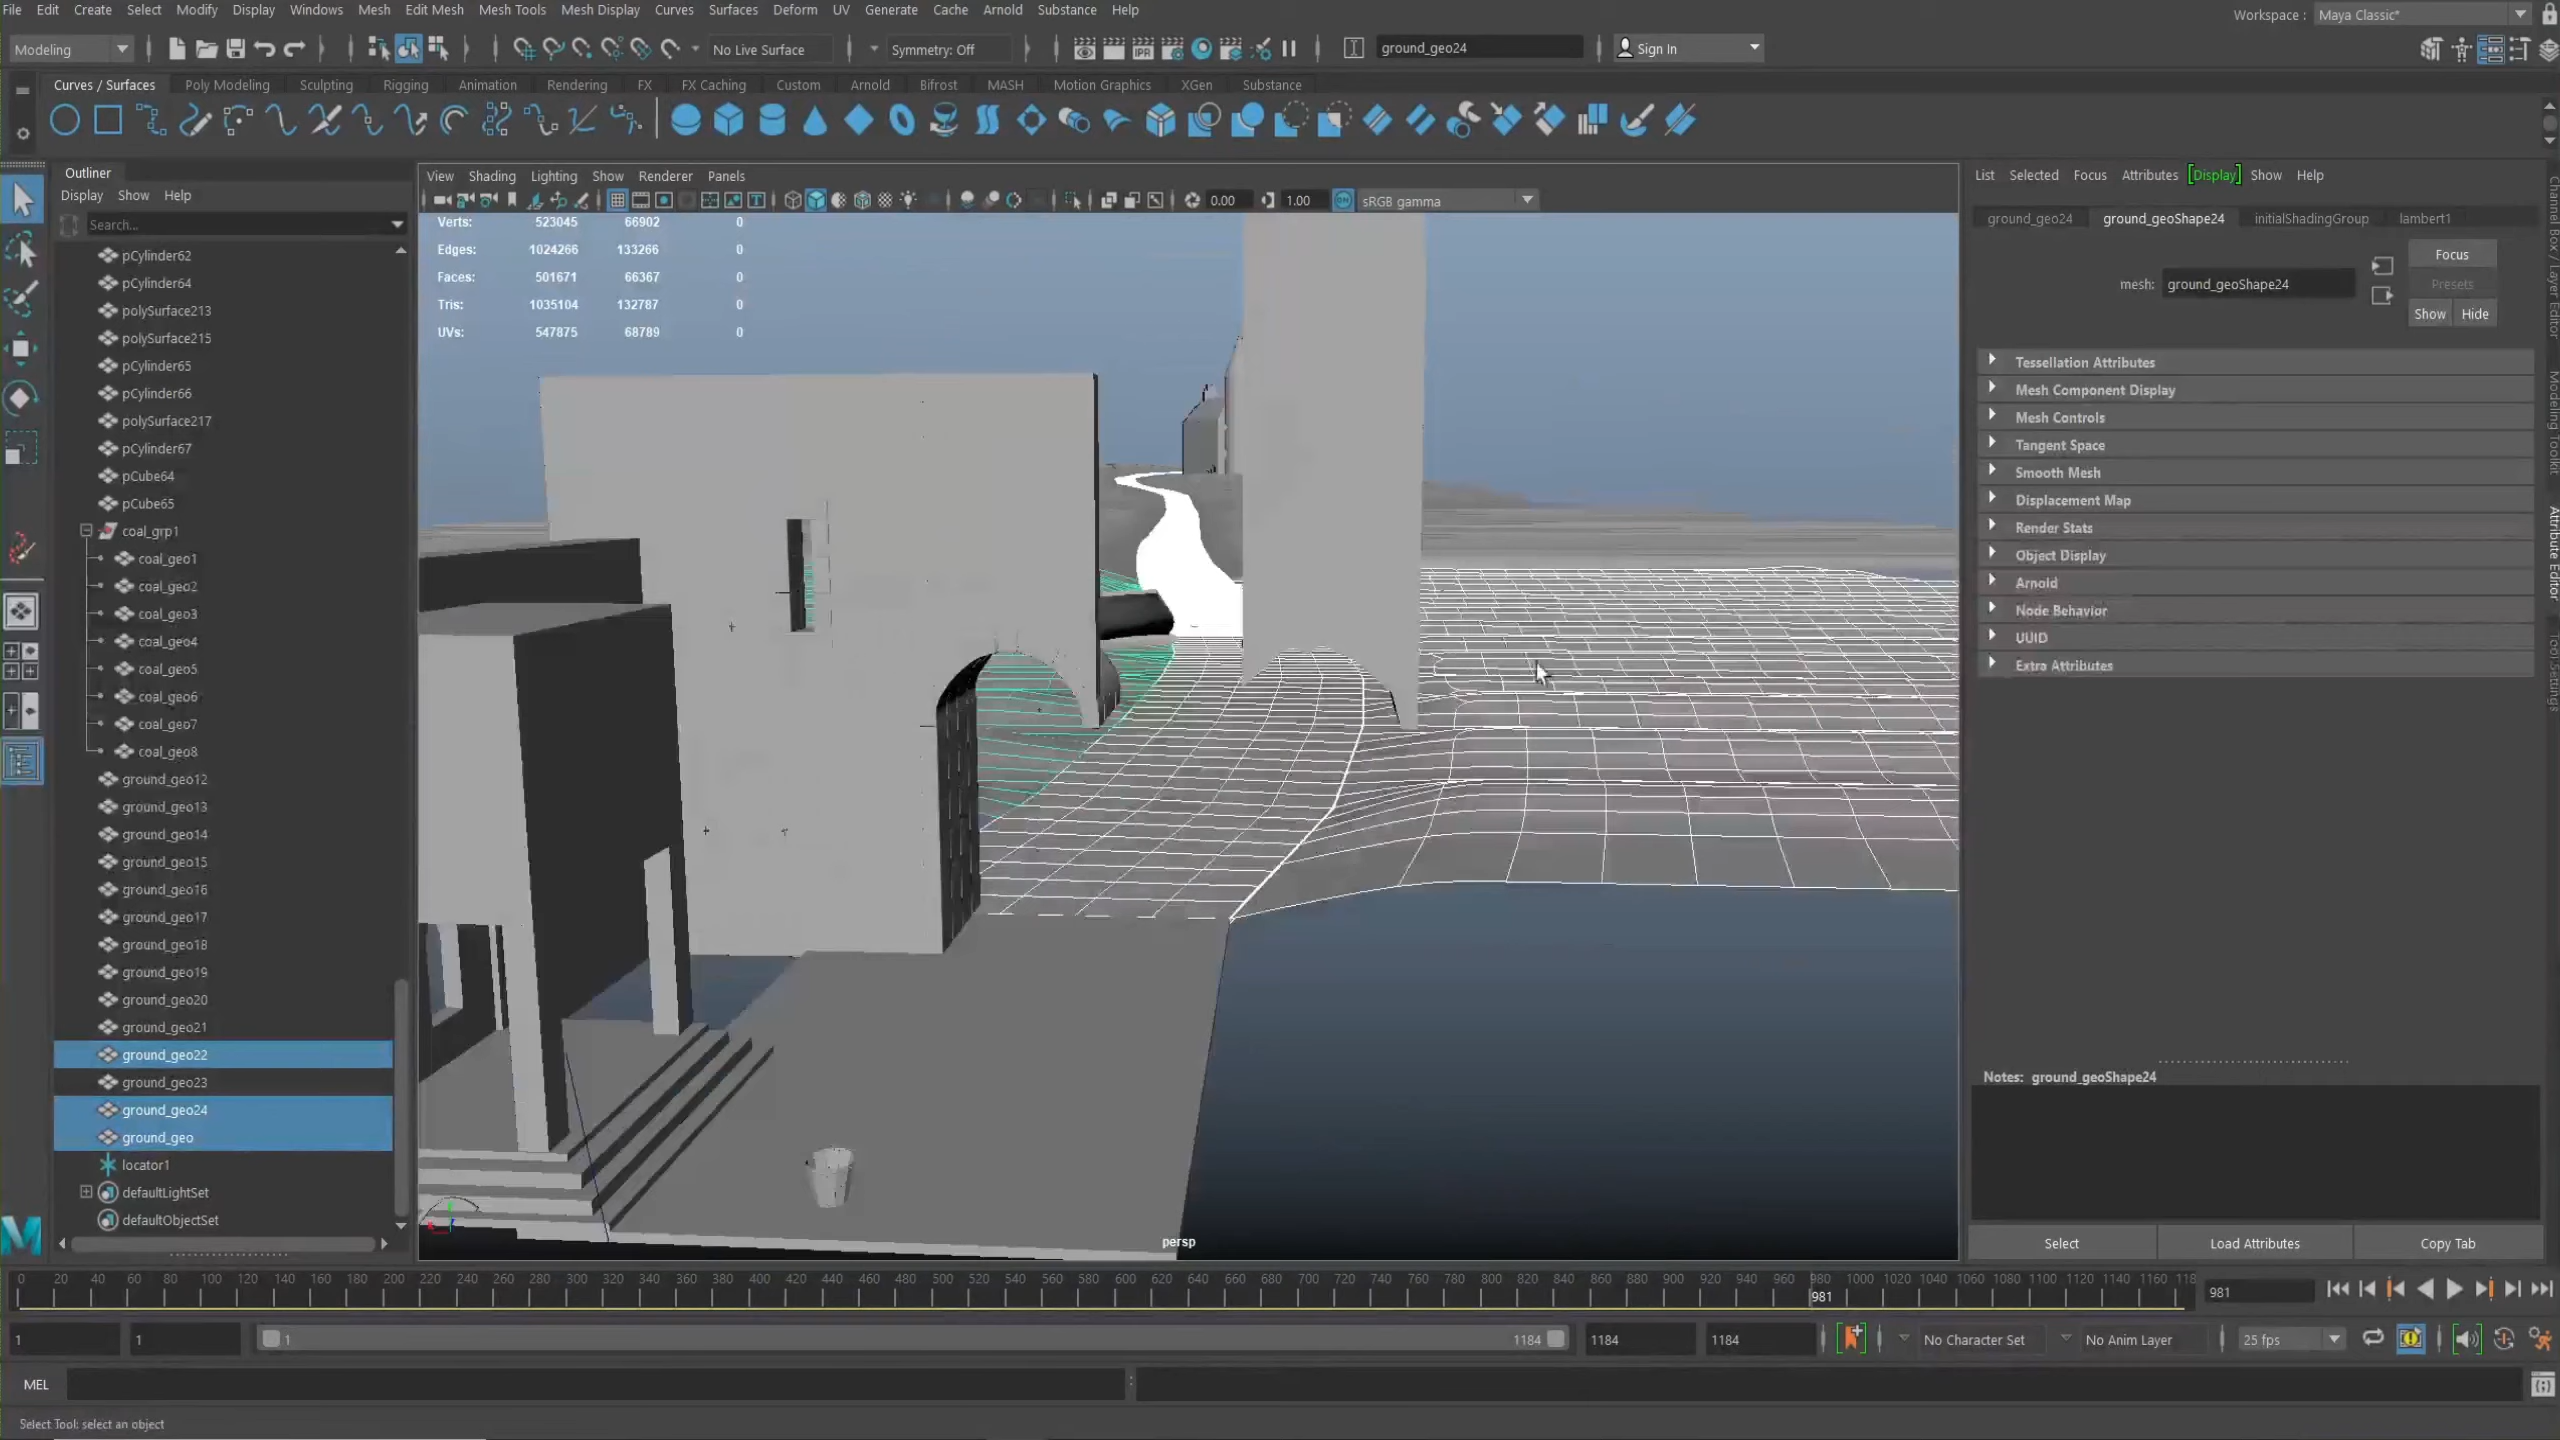 File Edit Create Select Modify Display Windows Mesh Edit Mesh Mesh Tools Mesh Display Curves Surfaces Deform UV Generate Cache Arnold Substance Help
Workspace : Maya Classic*
Modeling No Live Surface Symmetry: Off ground_geo24 Sign In
Curves / Surfaces Poly Modeling Sculpting Rigging Animation Rendering FX FX Caching Custom Arnold Bifrost MASH Motion Graphics XGen Substance
Outliner
Display Show Help
Search...
pCylinder62
pCylinder64
polySurface213
polySurface215
pCylinder65
pCylinder66
polySurface217
pCylinder67
pCube64
pCube65
coal_grp1
coal_geo1
coal_geo2
coal_geo3
coal_geo4
coal_geo5
coal_geo6
coal_geo7
coal_geo8
ground_geo12
ground_geo13
ground_geo14
ground_geo15
ground_geo16
ground_geo17
ground_geo18
ground_geo19
ground_geo20
ground_geo21
ground_geo22
ground_geo23
ground_geo24
ground_geo
locator1
defaultLightSet
defaultObjectSet
View Shading Lighting Show Renderer Panels
0.00 1.00 ON sRGB gamma
Verts: 523045 66902 0
Edges: 1024266 133266 0
Faces: 501671 66367 0
Tris: 1035104 132787 0
UVs: 547875 68789 0
persp
List Selected Focus Attributes [Display] Show Help
ground_geo24 ground_geoShape24 initialShadingGroup lambert1
Focus
mesh: ground_geoShape24 Presets
Show Hide
Tessellation Attributes
Mesh Component Display
Mesh Controls
Tangent Space
Smooth Mesh
Displacement Map
Render Stats
Object Display
Arnold
Node Behavior
UUID
Extra Attributes
Notes: ground_geoShape24
Select Load Attributes Copy Tab
Channel Box / Layer Editor
Modeling Toolkit
Attribute Editor
Tool Settings
0 20 40 60 80 100 120 140 160 180 200 220 240 260 280 300 320 340 360 380 400 420 440 460 480 500 520 540 560 580 600 620 640 660 680 700 720 740 760 780 800 820 840 860 880 900 920 940 960 980 1000 1020 1040 1060 1080 1100 1120 1140 1160 118
981 981
1 1 1 1184 1184 1184 No Character Set No Anim Layer 25 fps
MEL
Select Tool: select an object